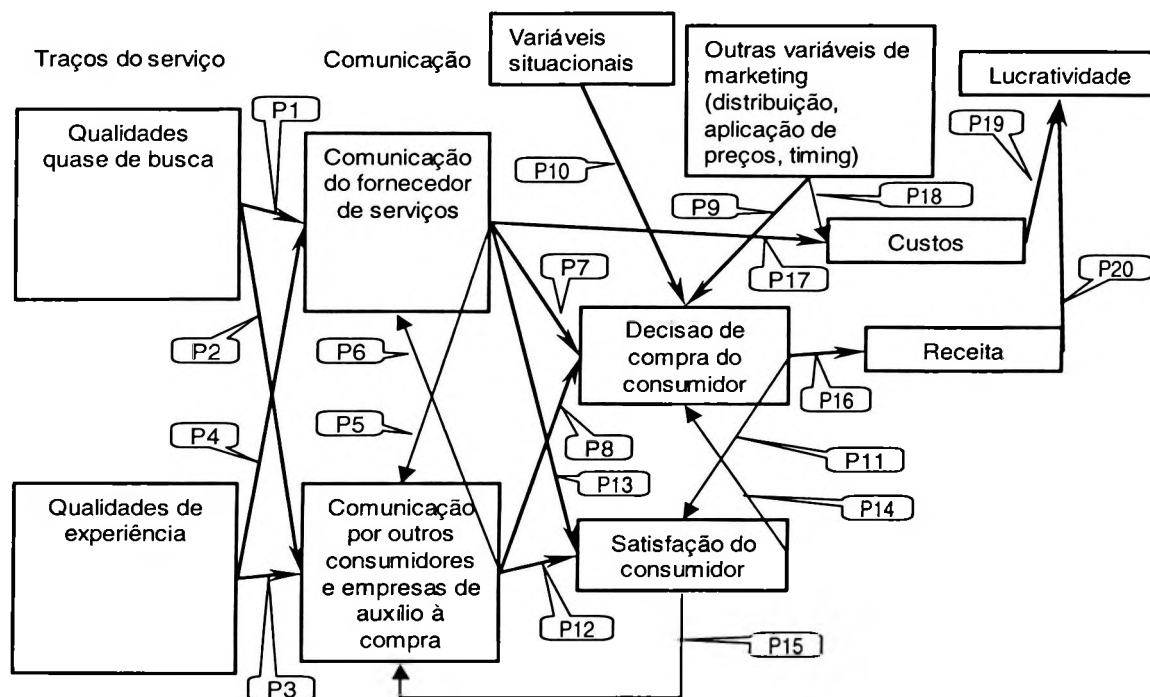 Traços do serviço
Comunicação
Variáveis
situacionais
Outras variáveis de
marketing
(distribuição,
aplicação de
preços, timing)
Lucratividade
P1
Qualidades
quase de busca
Comunicação
do fornecedor
de serviços
P10
P9
P18
P19
Custos
P17
P7
P20
P2
P6
Decisao de
compra do
consumidor
Receita
P16
P4
P5
P8
P11
P13
P14
Qualidades de
experiência
Comunicação
por outros
consumidores
e empresas de
auxílio à
compra
Satisfação do
consumidor
P12
P15
P3